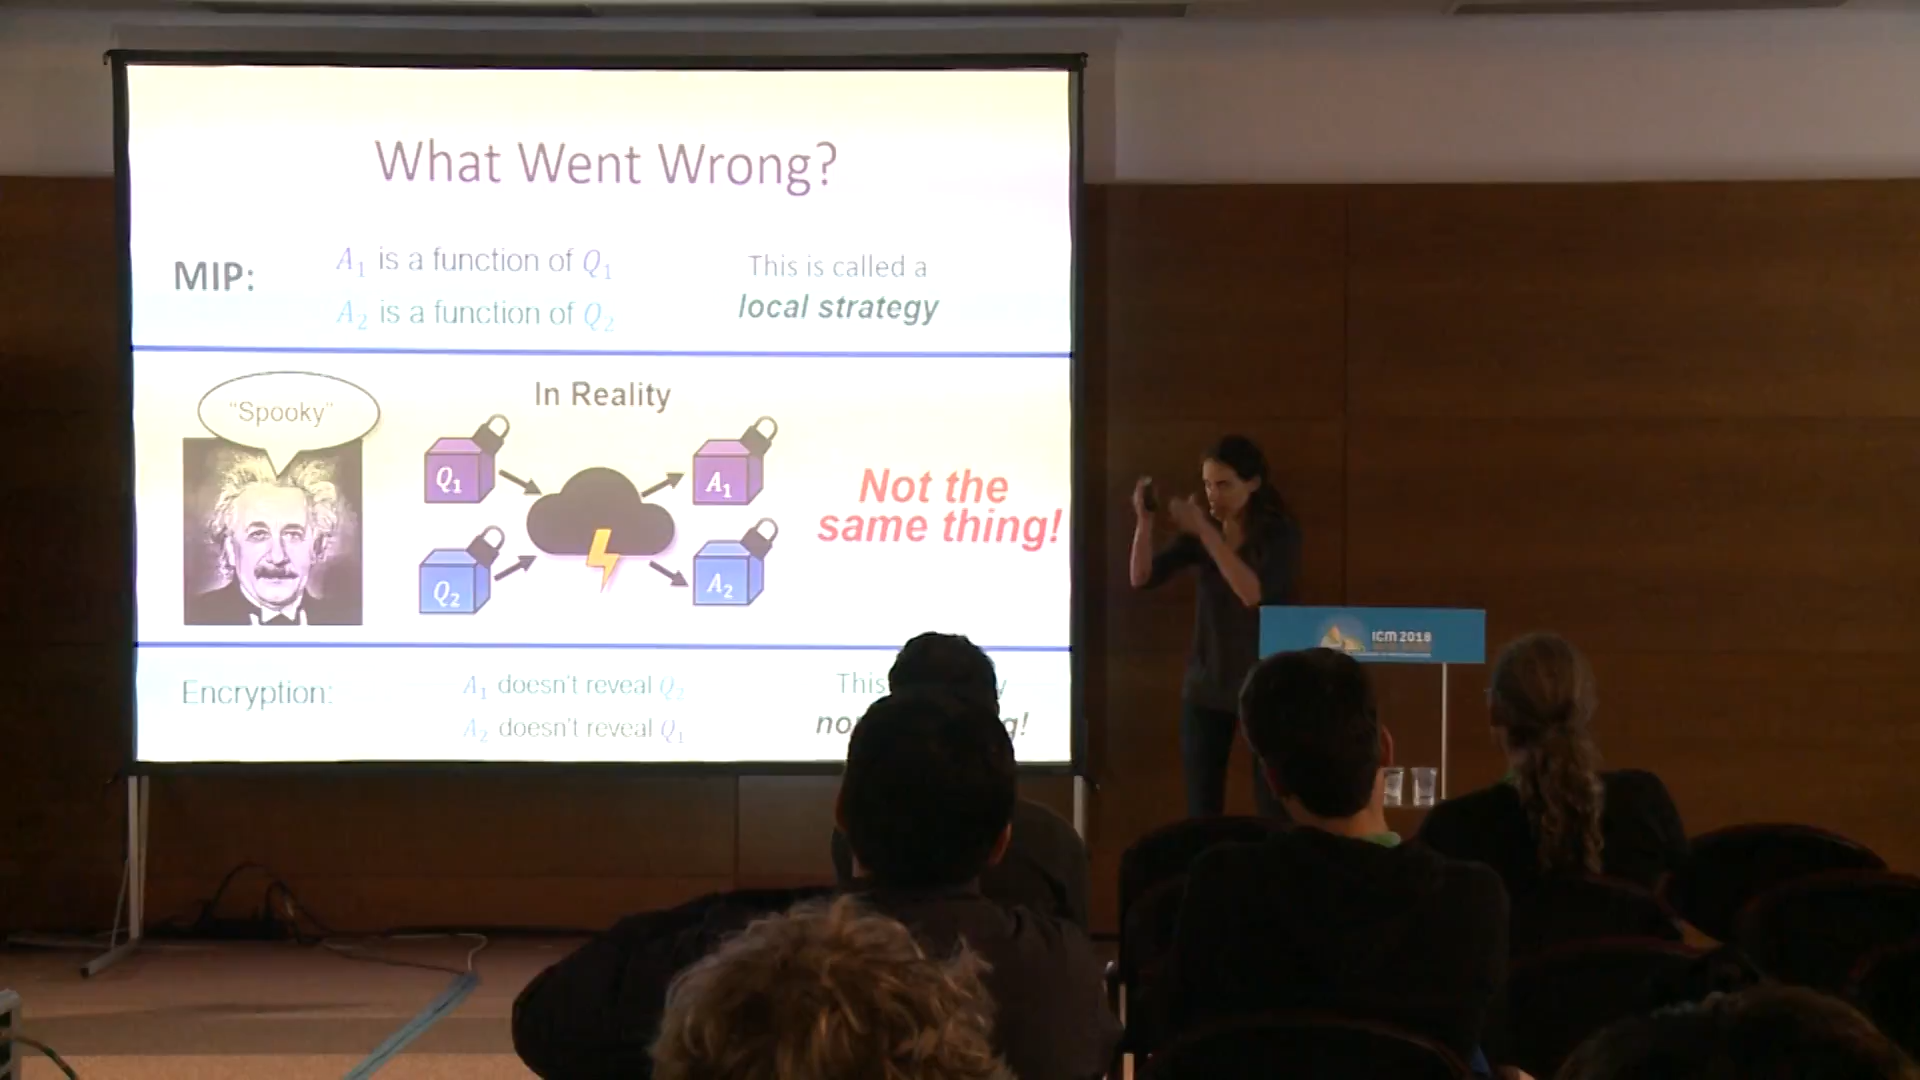 What Went Wrong?
MIP:
A₁ is a function of Q₁
A₂ is a function of Q₂
This is called a
local strategy
"Spooky"
In Reality
Q₁
A₁
Q₂
A₂
Not the
same thing!
Encryption:
A₁ doesn't reveal Q₂
A₂ doesn't reveal Q₁
This
ICM 2018